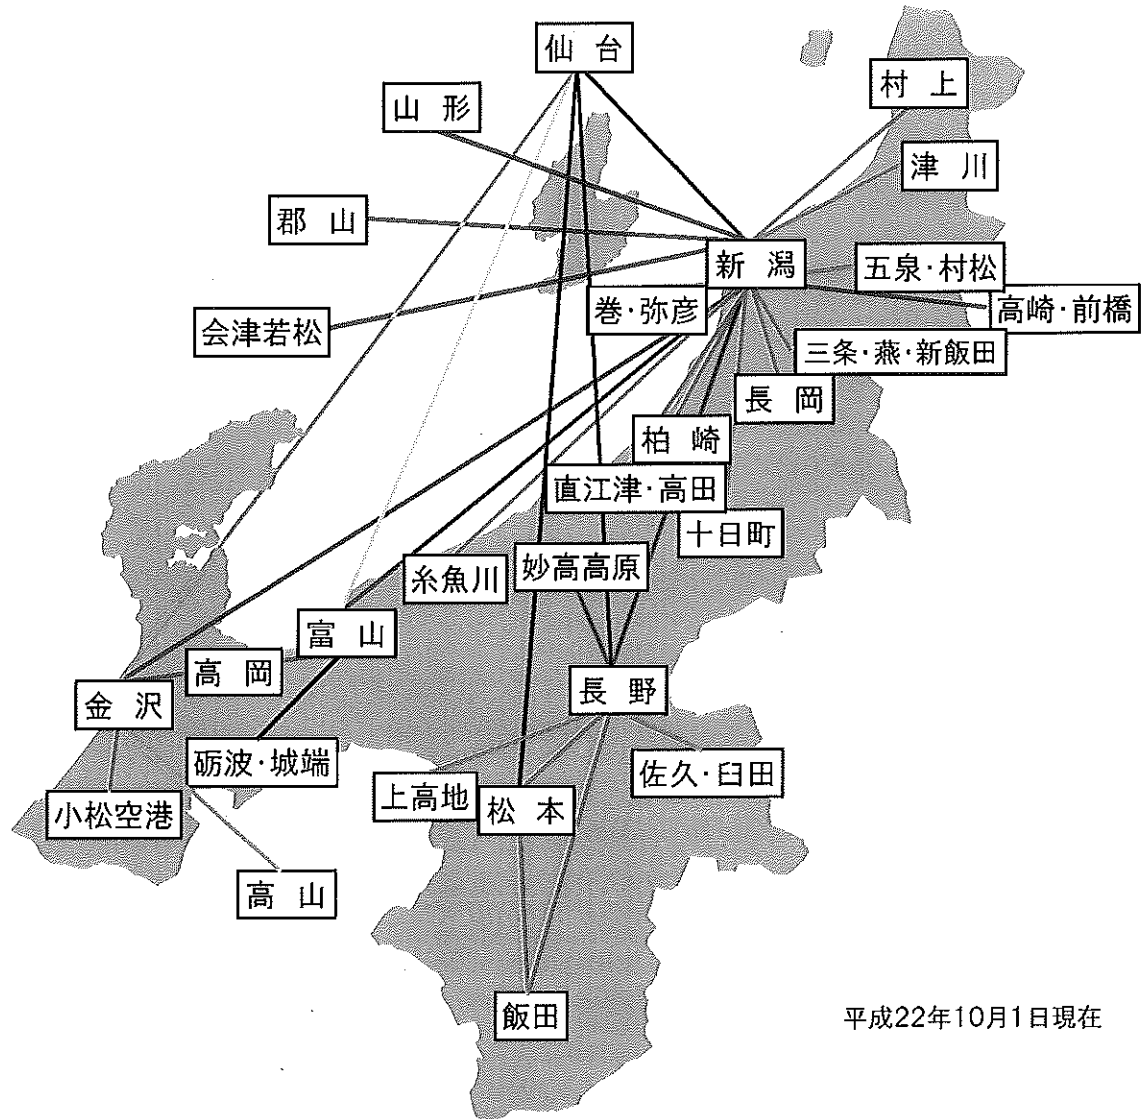 仙台
村上
山形
津川
郡山
新潟
五泉・村松
巻・弥彦
高崎・前橋
会津若松
三条・燕・新飯田
長岡
柏崎
直江津・高田
十日町
妙高高原
糸魚川
富山
高岡
長野
金沢
砺波・城端
佐久・臼田
上高地
松本
小松空港
高山
飯田
平成22年10月1日現在